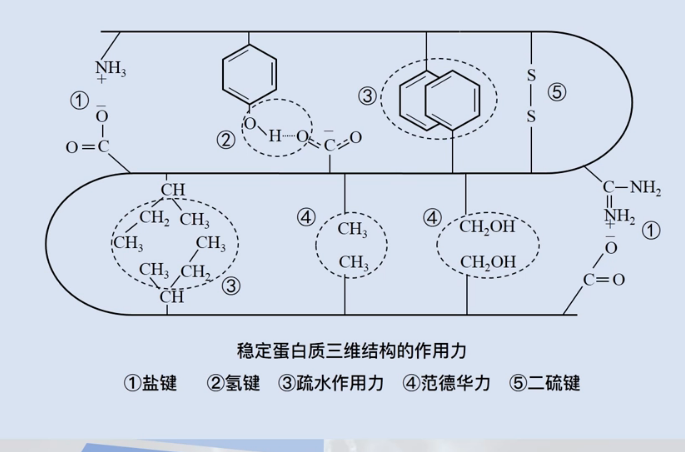 NH₃
+
①
−
O
O=C
O
H
②
O
−
C
O
③
S
S
⑤
CH
CH₂
CH₃
CH₃
CH₃
CH₃
CH₂
CH
③
④
CH₃
CH₃
④
CH₂OH
CH₂OH
C−NH₂
NH₂
+
−
①
O
C=O
稳定蛋白质三维结构的作用力
①盐键 ②氢键 ③疏水作用力 ④范德华力 ⑤二硫键